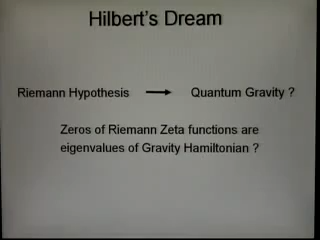 Hilbert's Dream
Riemann Hypothesis → Quantum Gravity ?
Zeros of Riemann Zeta functions are
eigenvalues of Gravity Hamiltonian ?